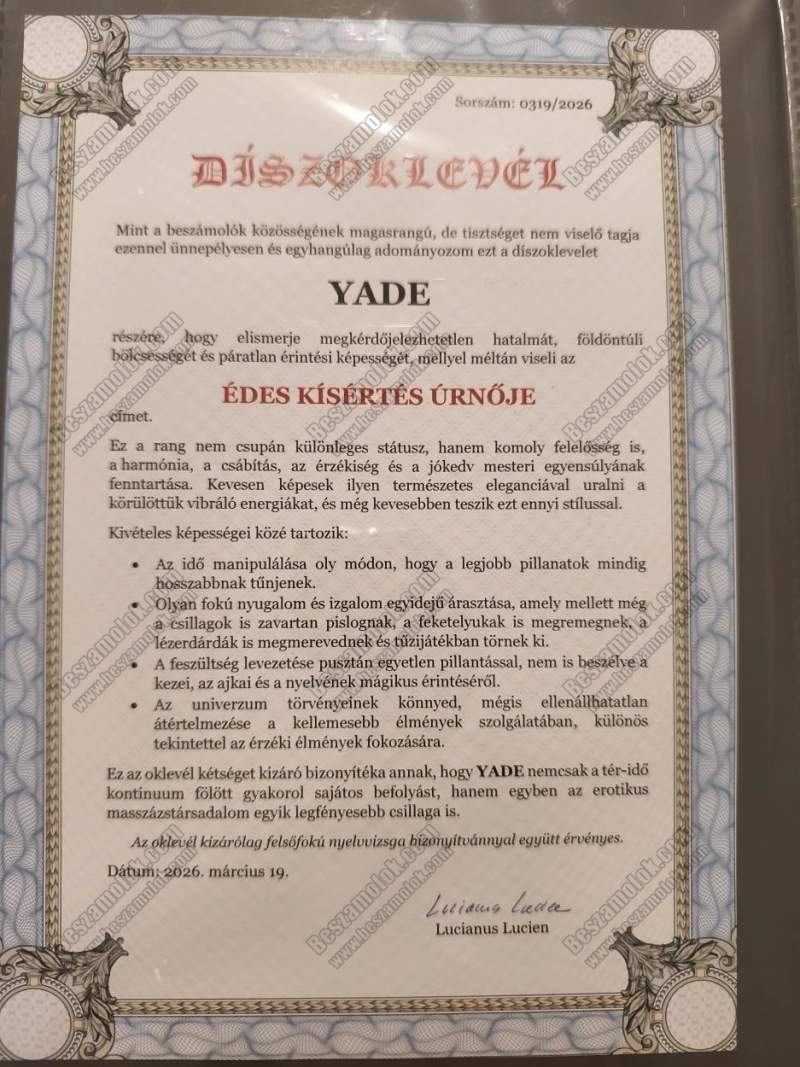 Sorszám: 0319/2026
DÍSZOKLEVÉL
Mint a beszámolók közösségének magasrangú, de tisztséget nem viselő tagja
ezennel ünnepélyesen és egyhangúlag adományozom ezt a díszoklevelet
YADE
részére, hogy elismerje megkérdőjelezhetetlen hatalmát, földöntúli
bölcsességét és páratlan érintési képességét, mellyel méltán viseli az
ÉDES KÍSÉRTÉS ÚRNŐJE
címet.
Ez a rang nem csupán különleges státusz, hanem komoly felelősség is,
a harmónia, a csábítás, az érzékiség és a jókedv mesteri egyensúlyának
fenntartása. Kevesen képesek ilyen természetes eleganciával uralni a
körülöttük vibráló energiákat, és még kevesebben teszik ezt ennyi stílussal.
Kivételes képességei közé tartozik:
• Az idő manipulálása oly módon, hogy a legjobb pillanatok mindig
hosszabbnak tűnjenek.
• Olyan fokú nyugalom és izgalom egyidejű árasztása, amely mellett még
a csillagok is zavartan pislognak, a feketelyukak is megremegnek, a
lézerdárdák is megmerevednek és tűzijátékban törnek ki.
• A feszültség levezetése pusztán egyetlen pillantással, nem is beszélve a
kezei, az ajkai és a nyelvének mágikus érintéséről.
• Az univerzum törvényeinek könnyed, mégis ellenállhatatlan
átértelmezése a kellemesebb élmények szolgálatában, különös
tekintettel az érzéki élmények fokozására.
Ez az oklevél kétséget kizáró bizonyítéka annak, hogy YADE nemcsak a tér-idő
kontinuum fölött gyakorol sajátos befolyást, hanem egyben az erotikus
masszázstársadalom egyik legfényesebb csillaga is.
Az oklevél kizárólag felsőfokú nyelvvizsga bizonyítvánnyal együtt érvényes.
Dátum: 2026. március 19.
Lucianus Lucien
Lucianus Lucien
Beszamolok.com
www.beszamolok.com